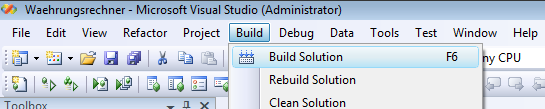 Waehrungsrechner - Microsoft Visual Studio (Administrator)
File Edit View Refactor Project Build Debug Data Tools Test Window
Build Solution F6
ny CPU
Rebuild Solution
Clean Solution
Toolbox